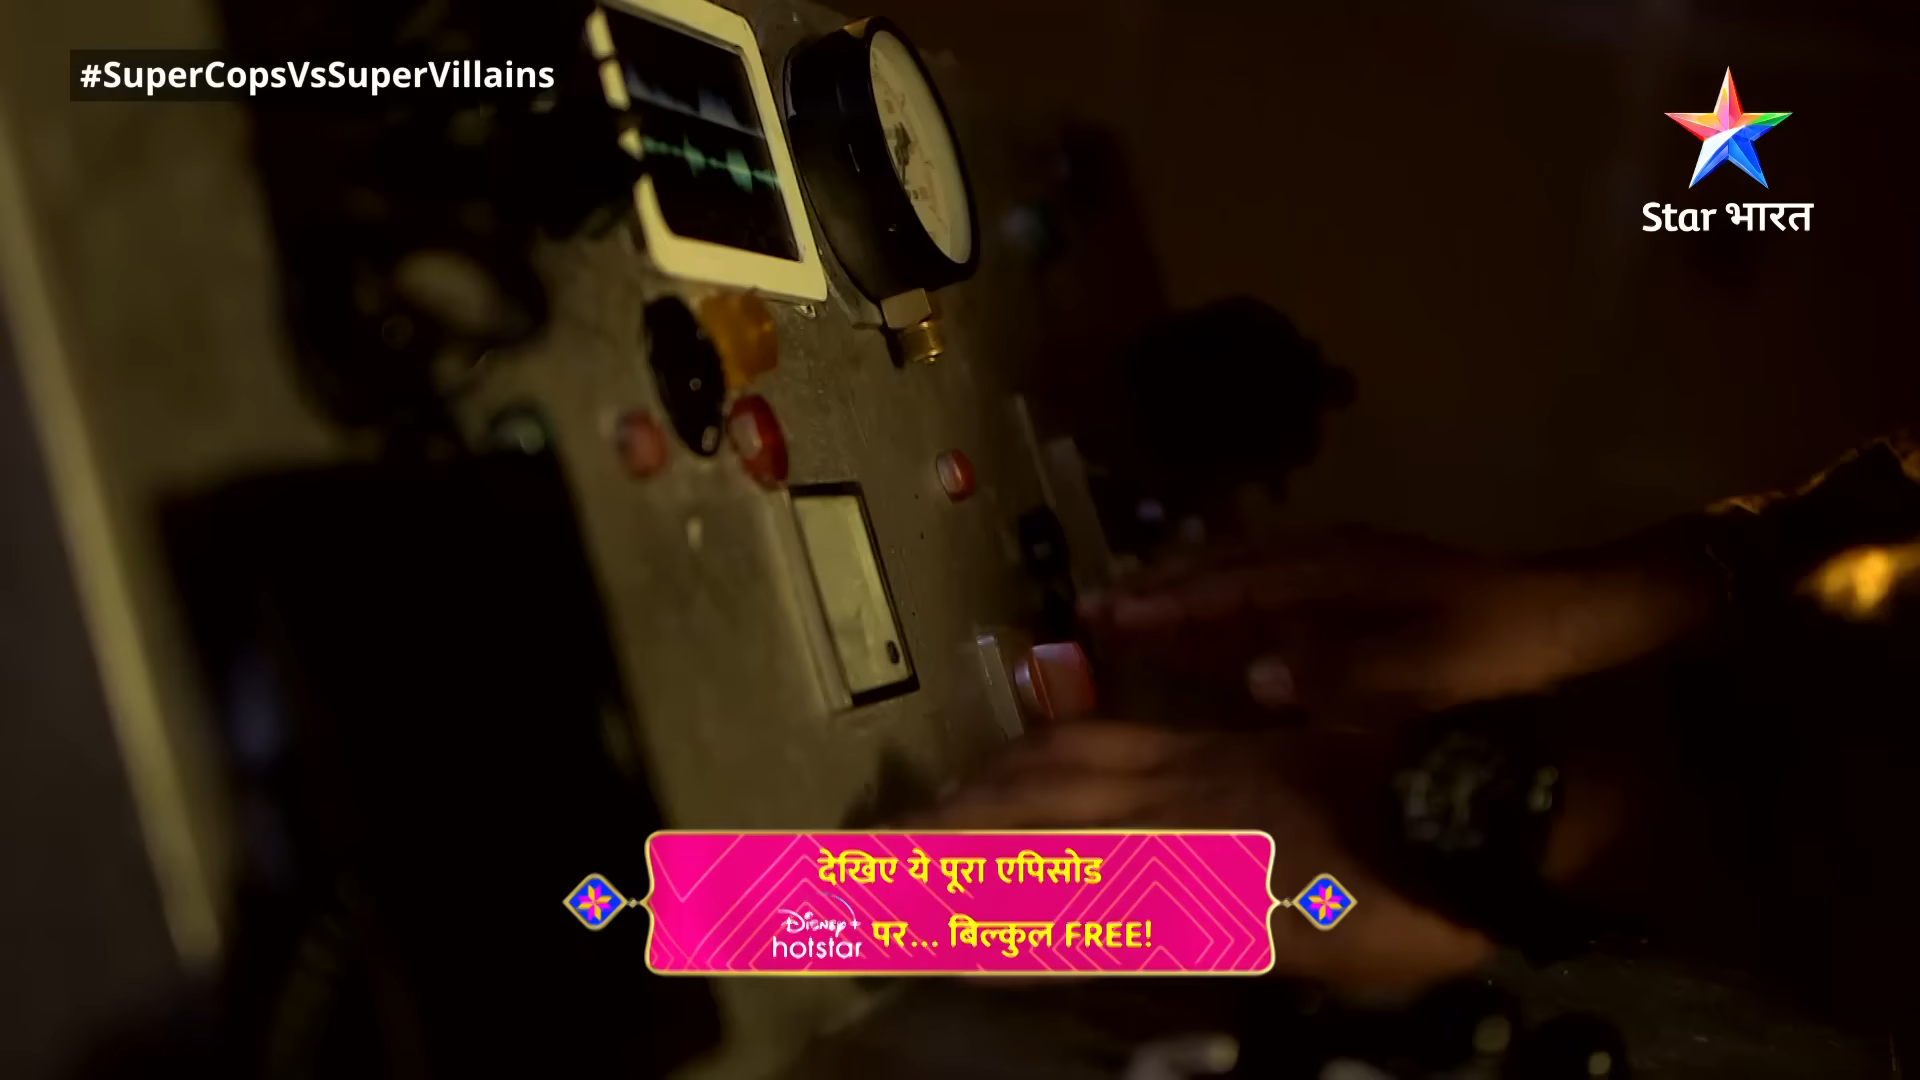 #SuperCopsVsSuperVillains
Star भारत
देखिए ये पूरा एपिसोड
Disney+ hotstar पर... बिल्कुल FREE!